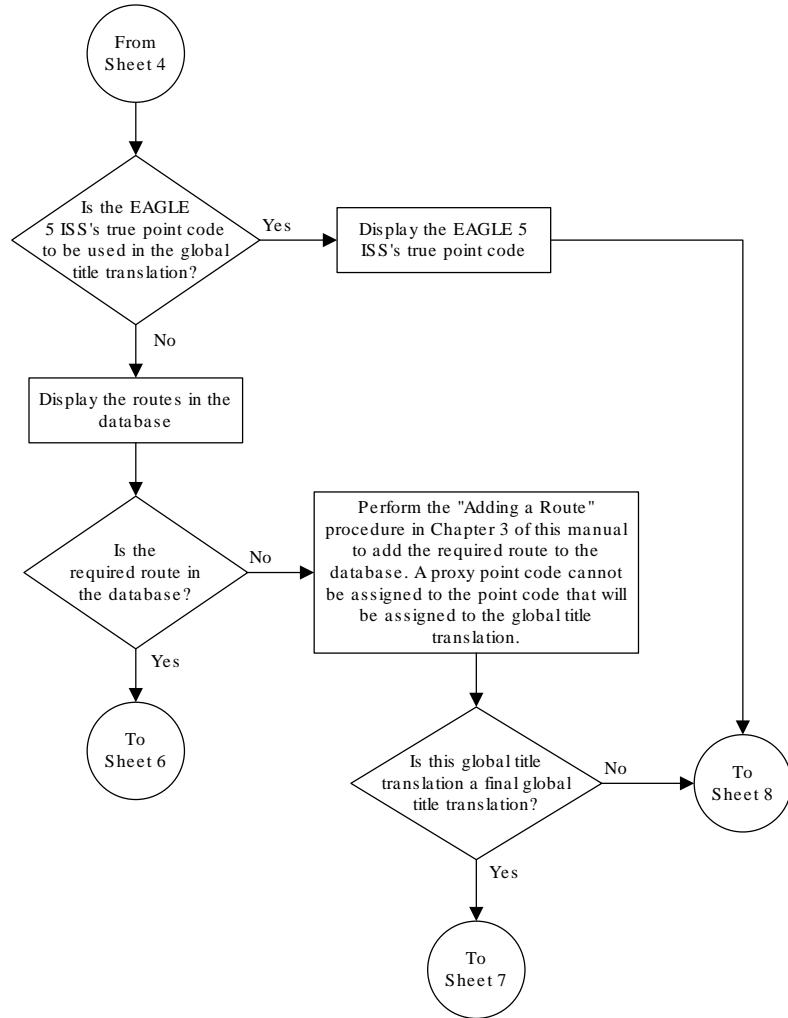 From
Sheet 4
Is the EAGLE
5 ISS's true point code
to be used in the global
title translation?
Yes
Display the EAGLE 5
ISS's true point code
No
Display the routes in the
database
Is the
required route in
the database?
No
Perform the "Adding a Route"
procedure in Chapter 3 of this manual
to add the required route to the
database. A proxy point code cannot
be assigned to the point code that will
be assigned to the global title
translation.
Yes
To
Sheet 6
Is this global title
translation a final global
title translation?
No
To
Sheet 8
Yes
To
Sheet 7